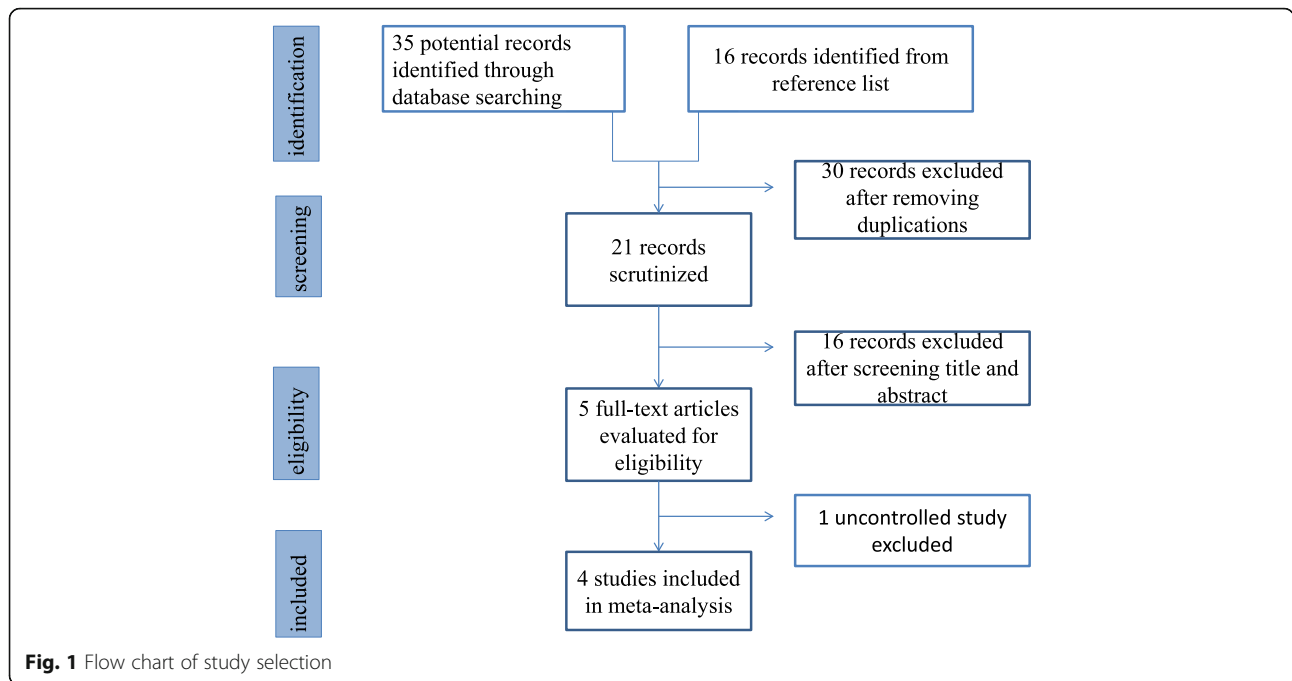 identification
35 potential records
identified through
database searching
16 records identified from
reference list
30 records excluded
after removing
duplications
screening
21 records
scrutinized
16 records excluded
after screening title and
abstract
eligibility
5 full-text articles
evaluated for
eligibility
1 uncontrolled study
excluded
included
4 studies included
in meta-analysis
Fig. 1 Flow chart of study selection